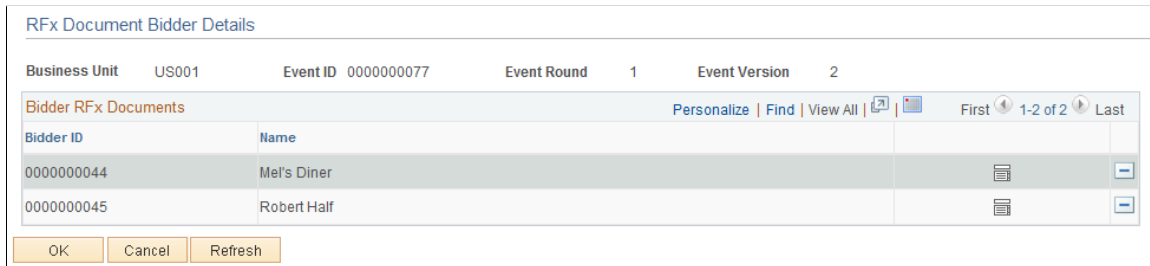 RFx Document Bidder Details
Business Unit US001 Event ID 0000000077 Event Round 1 Event Version 2
Bidder RFx Documents Personalize | Find | View All | | First 1-2 of 2 Last
Bidder ID Name
0000000044 Mel's Diner
0000000045 Robert Half
OK Cancel Refresh